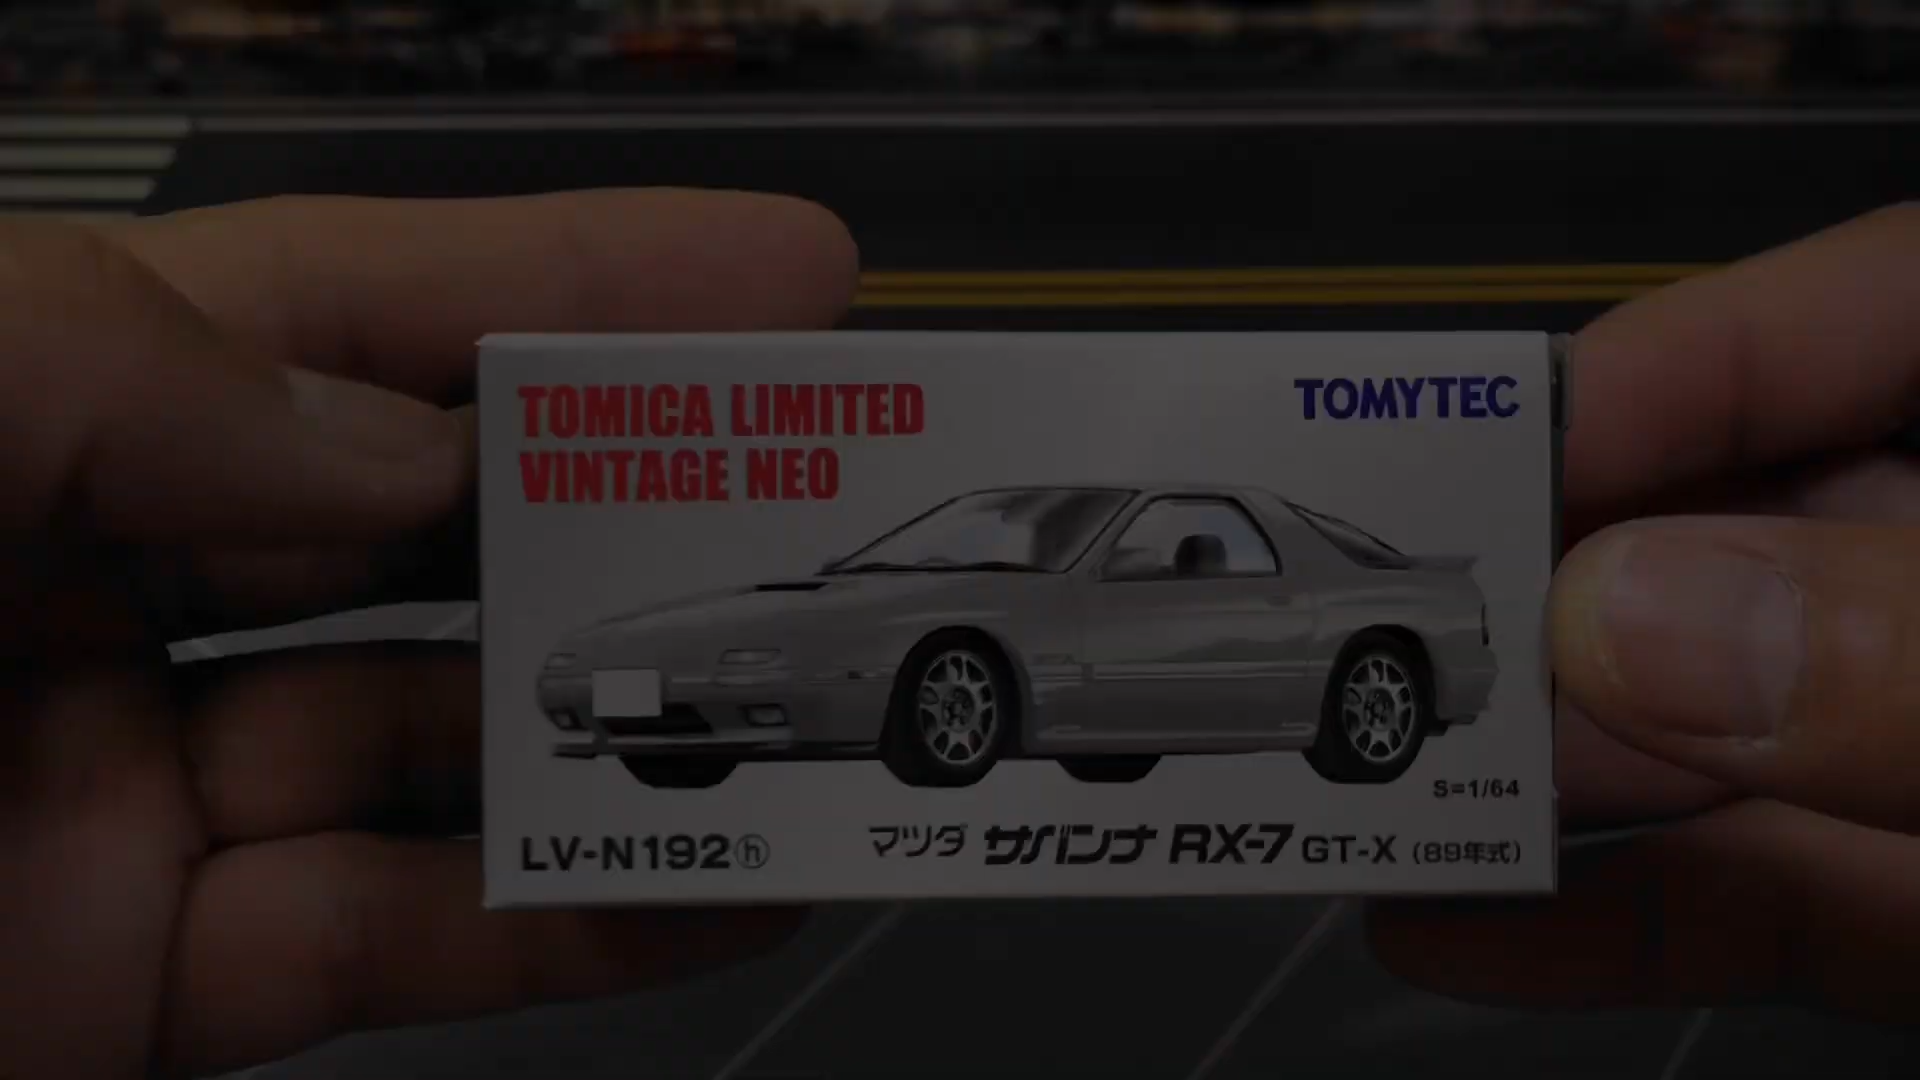 TOMICA LIMITED
VINTAGE NEO
TOMYTEC
S=1/64
LV-N192ⓗ
マツダ サバンナ RX-7 GT-X (89年式)